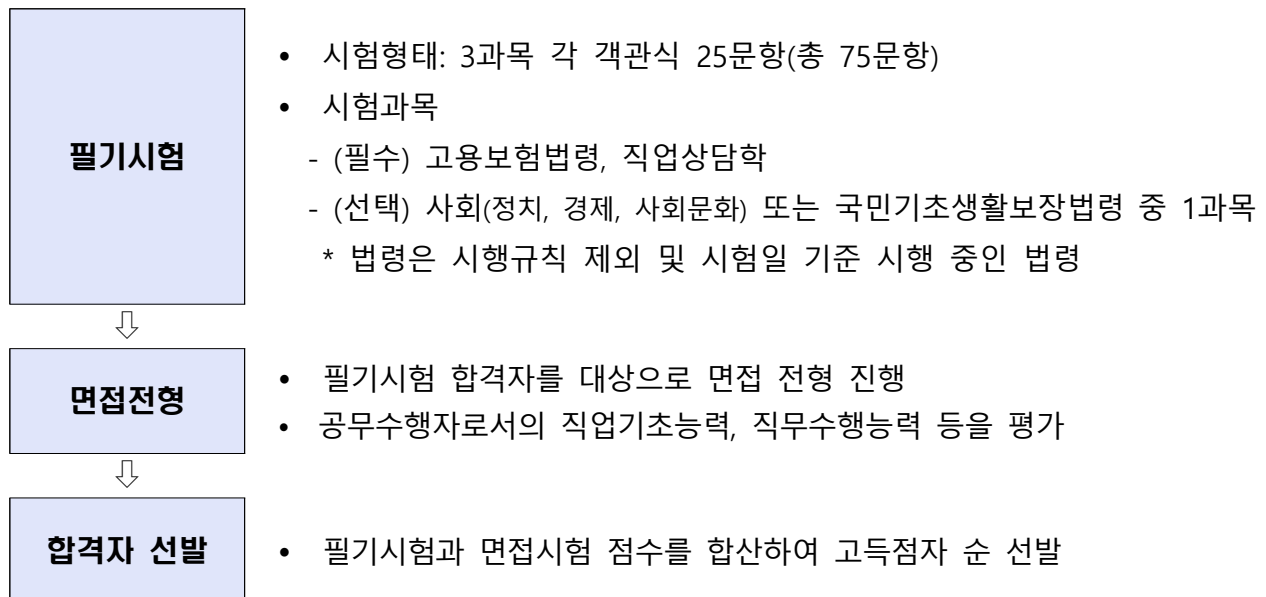 필기시험
• 시험형태: 3과목 각 객관식 25문항(총 75문항)
• 시험과목
- (필수) 고용보험법령, 직업상담학
- (선택) 사회(정치, 경제, 사회문화) 또는 국민기초생활보장법령 중 1과목
* 법령은 시행규칙 제외 및 시험일 기준 시행 중인 법령
⇩
면접전형
• 필기시험 합격자를 대상으로 면접 전형 진행
• 공무수행자로서의 직업기초능력, 직무수행능력 등을 평가
⇩
합격자 선발
• 필기시험과 면접시험 점수를 합산하여 고득점자 순 선발